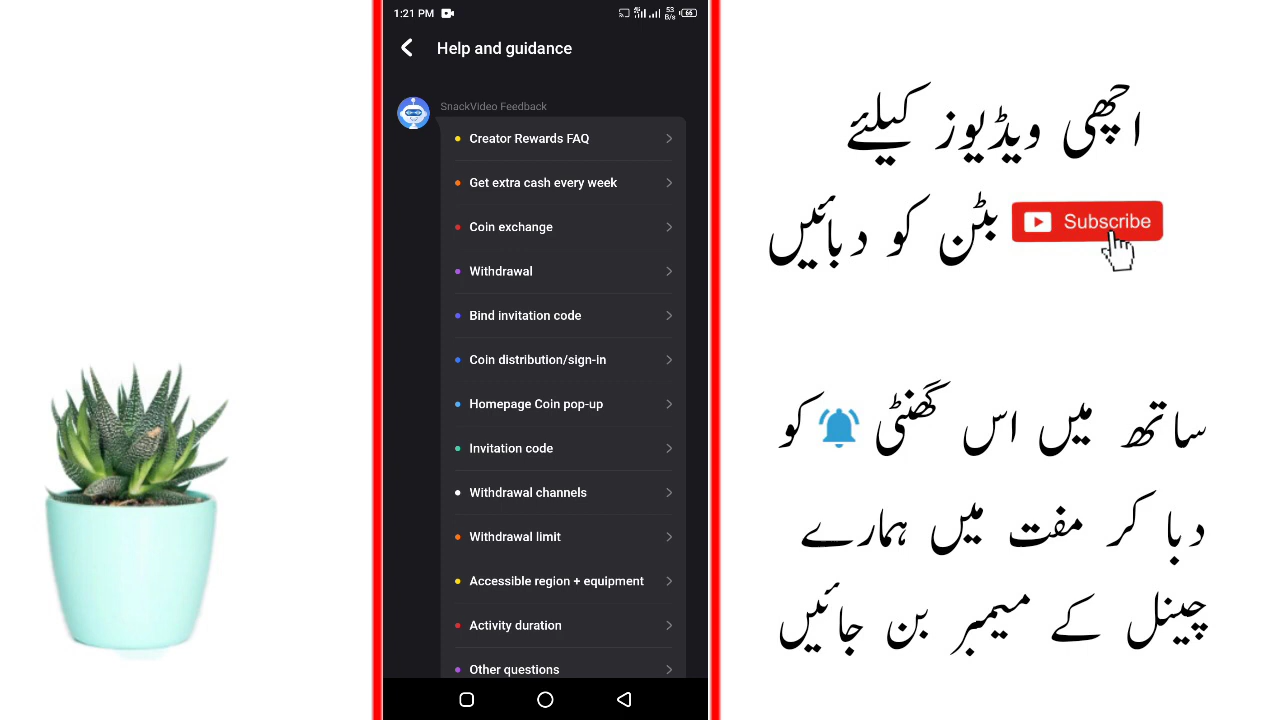 1:21 PM
4G 53 B/s 66
Help and guidance
SnackVideo Feedback
Creator Rewards FAQ
Get extra cash every week
Coin exchange
Withdrawal
Bind invitation code
Coin distribution/sign-in
Homepage Coin pop-up
Invitation code
Withdrawal channels
Withdrawal limit
Accessible region + equipment
Activity duration
Other questions
اچھی ویڈیوز کیلئے
Subscribe بٹن کو دبائیں
ساتھ میں اس گھنٹی کو
دبا کر مفت میں ہمارے
چینل کے میمبر بن جائیں